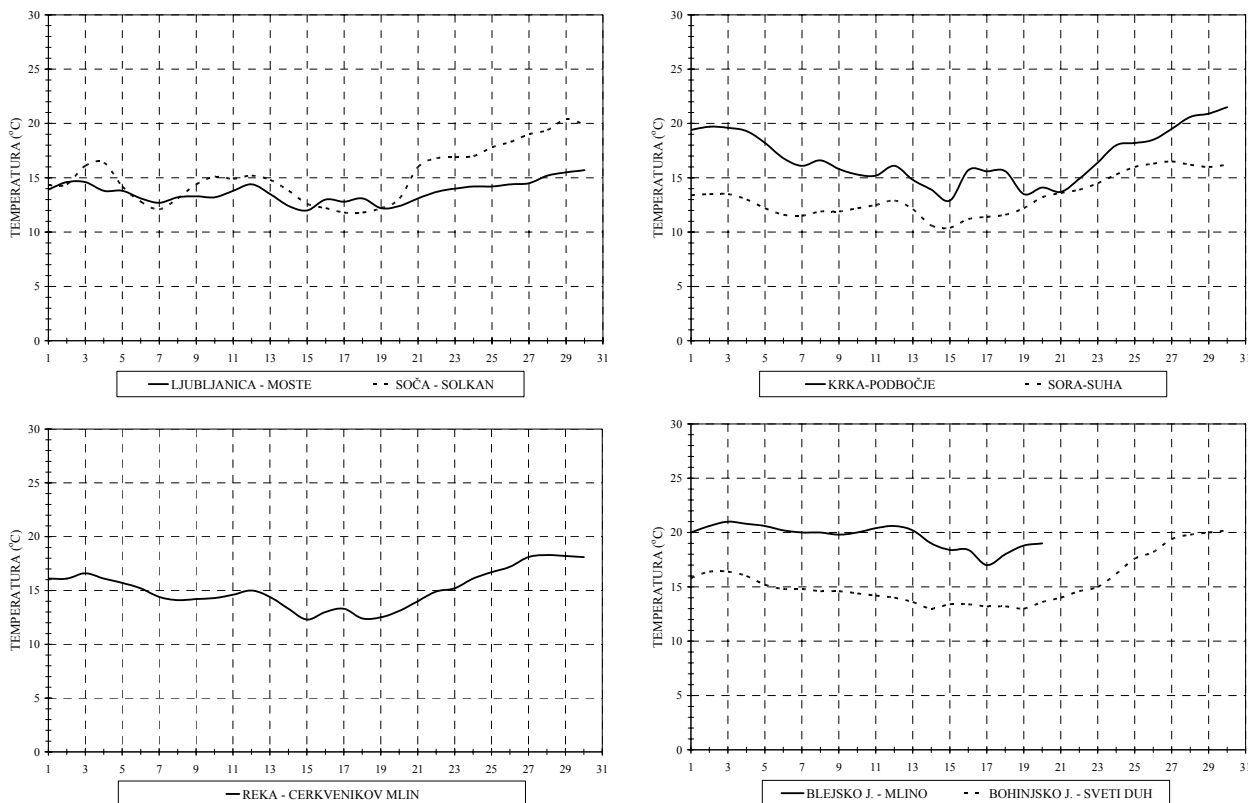 TEMPERATURA (°C)
30
25
20
15
10
5
0
1 3 5 7 9 11 13 15 17 19 21 23 25 27 29 31
LJUBLJANICA - MOSTE SOČA - SOLKAN
TEMPERATURA (°C)
30
25
20
15
10
5
0
1 3 5 7 9 11 13 15 17 19 21 23 25 27 29 31
KRKA-PODBOČJE SORA-SUHA
TEMPERATURA (°C)
30
25
20
15
10
5
0
1 3 5 7 9 11 13 15 17 19 21 23 25 27 29 31
REKA - CERKVENIKOV MLIN
TEMPERATURA (°C)
30
25
20
15
10
5
0
1 3 5 7 9 11 13 15 17 19 21 23 25 27 29 31
BLEJSKO J. - MLINO BOHINJSKO J. - SVETI DUH